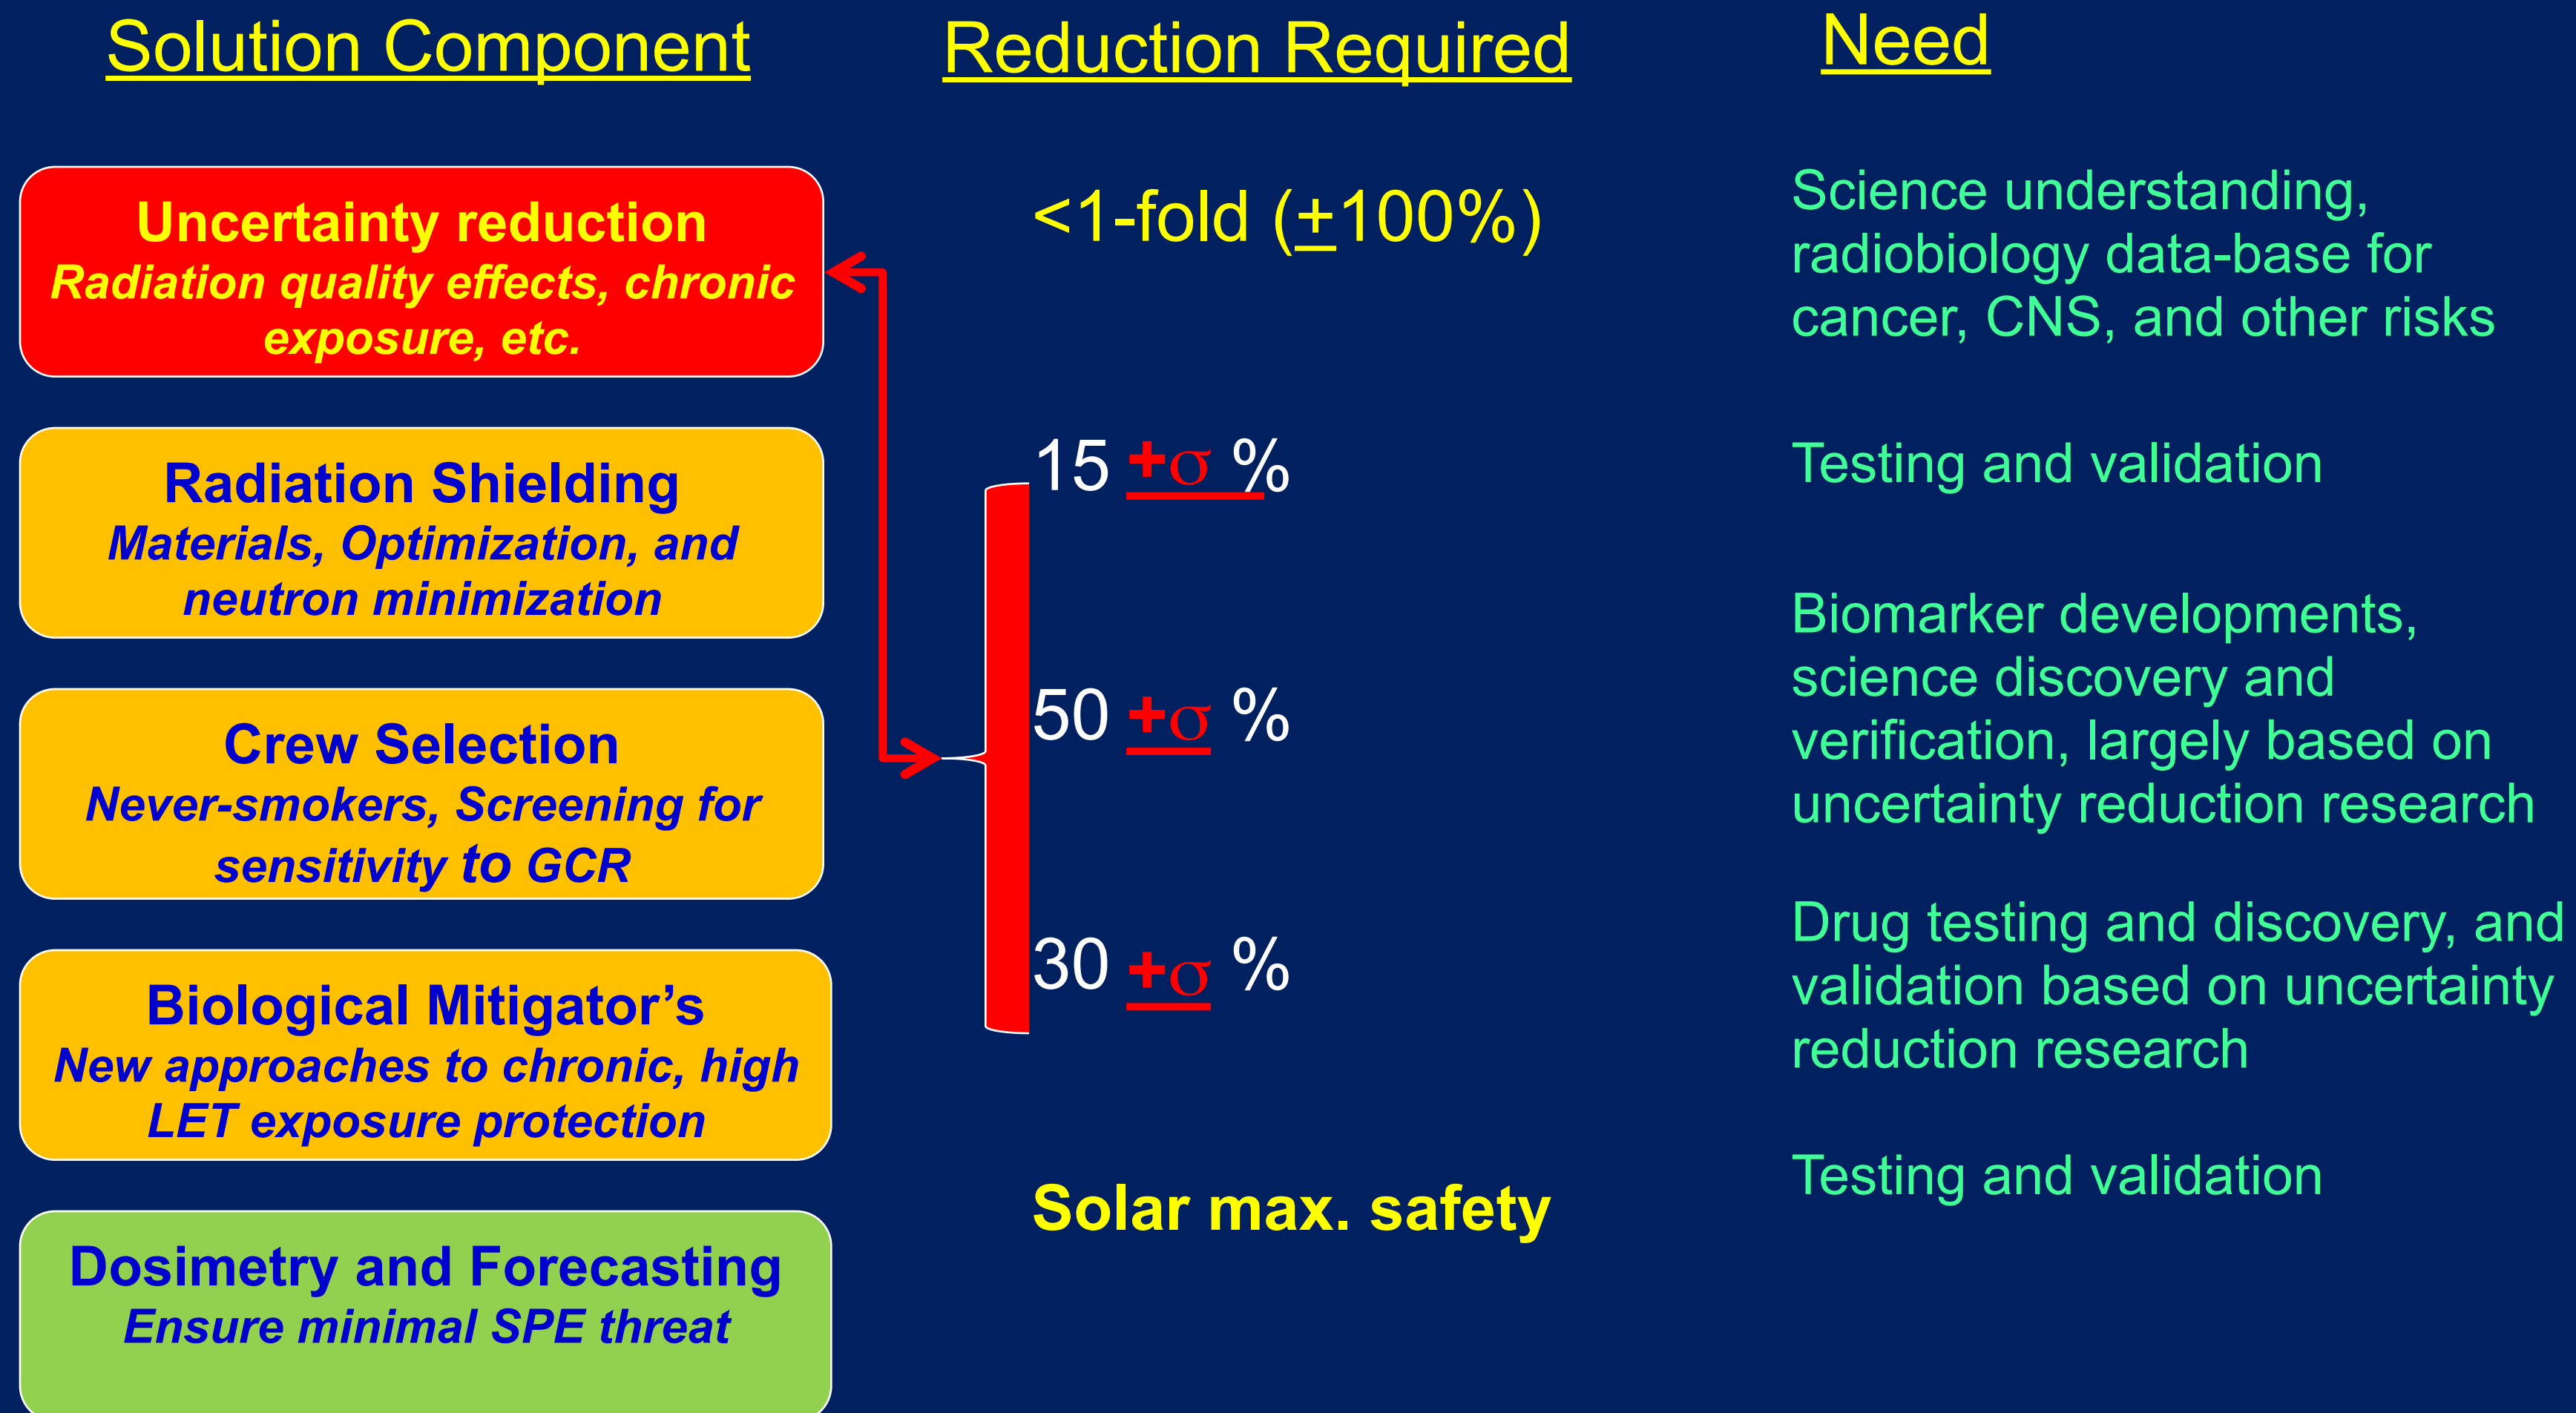 Solution Component
Reduction Required
Need
Uncertainty reduction
Radiation quality effects, chronic
exposure, etc.
<1-fold (±100%)
Science understanding,
radiobiology data-base for
cancer, CNS, and other risks
Radiation Shielding
Materials, Optimization, and
neutron minimization
15 ±σ %
Testing and validation
Crew Selection
Never-smokers, Screening for
sensitivity to GCR
50 ±σ %
Biomarker developments,
science discovery and
verification, largely based on
uncertainty reduction research
Biological Mitigator’s
New approaches to chronic, high
LET exposure protection
30 ±σ %
Drug testing and discovery, and
validation based on uncertainty
reduction research
Dosimetry and Forecasting
Ensure minimal SPE threat
Solar max. safety
Testing and validation